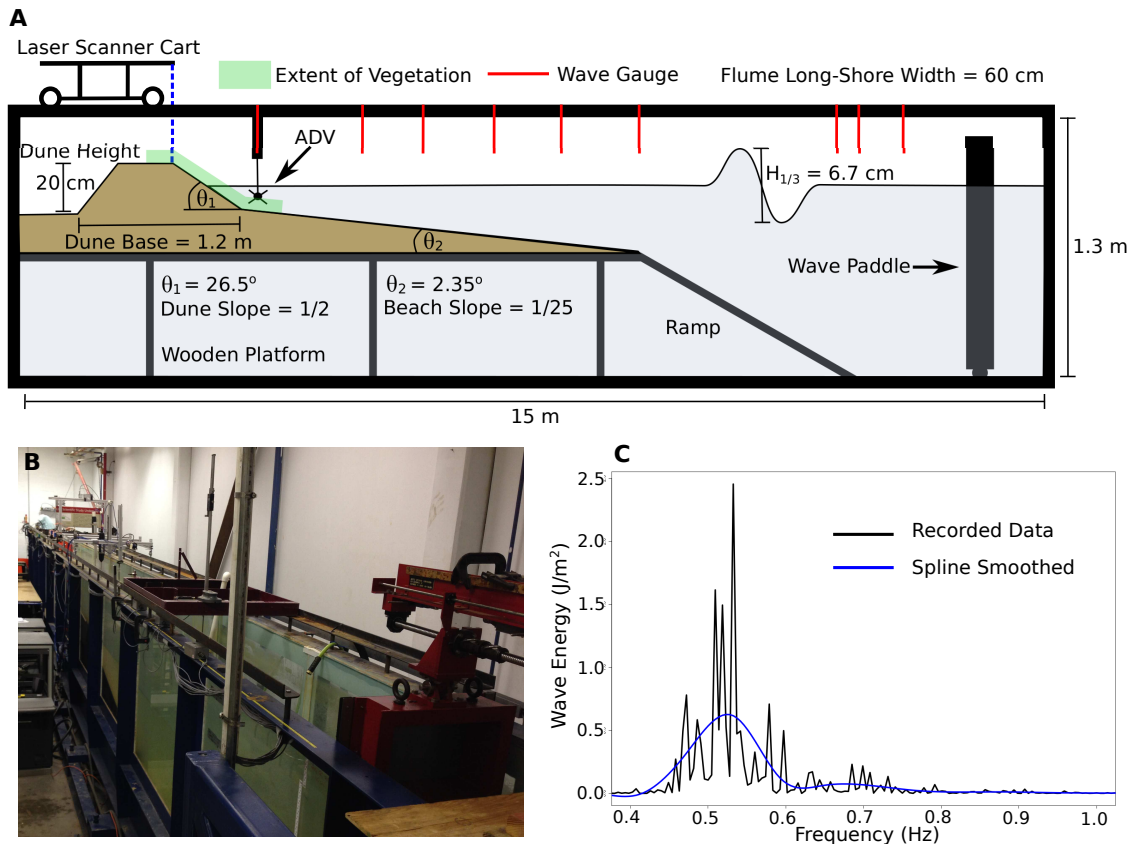 A
Laser Scanner Cart
Extent of Vegetation
Wave Gauge
Flume Long-Shore Width = 60 cm
ADV
Dune Height
20 cm
θ1
H1/3 = 6.7 cm
Dune Base = 1.2 m
θ2
1.3 m
Wave Paddle
θ1 = 26.5º
Dune Slope = 1/2
θ2 = 2.35º
Beach Slope = 1/25
Ramp
Wooden Platform
15 m
B
C
2.5
2.0
1.5
1.0
0.5
0.0
Wave Energy (J/m²)
Recorded Data
Spline Smoothed
0.4 0.5 0.6 0.7 0.8 0.9 1.0
Frequency (Hz)